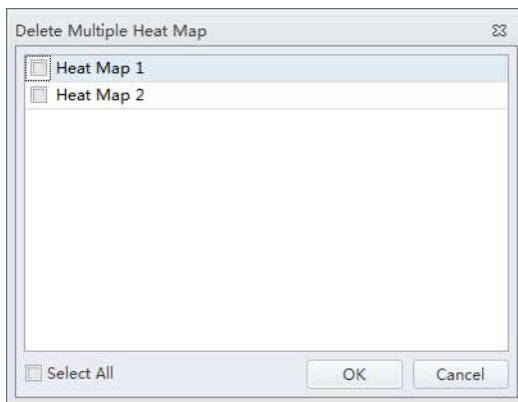 Delete Multiple Heat Map
Heat Map 1
Heat Map 2
Select All
OK
Cancel